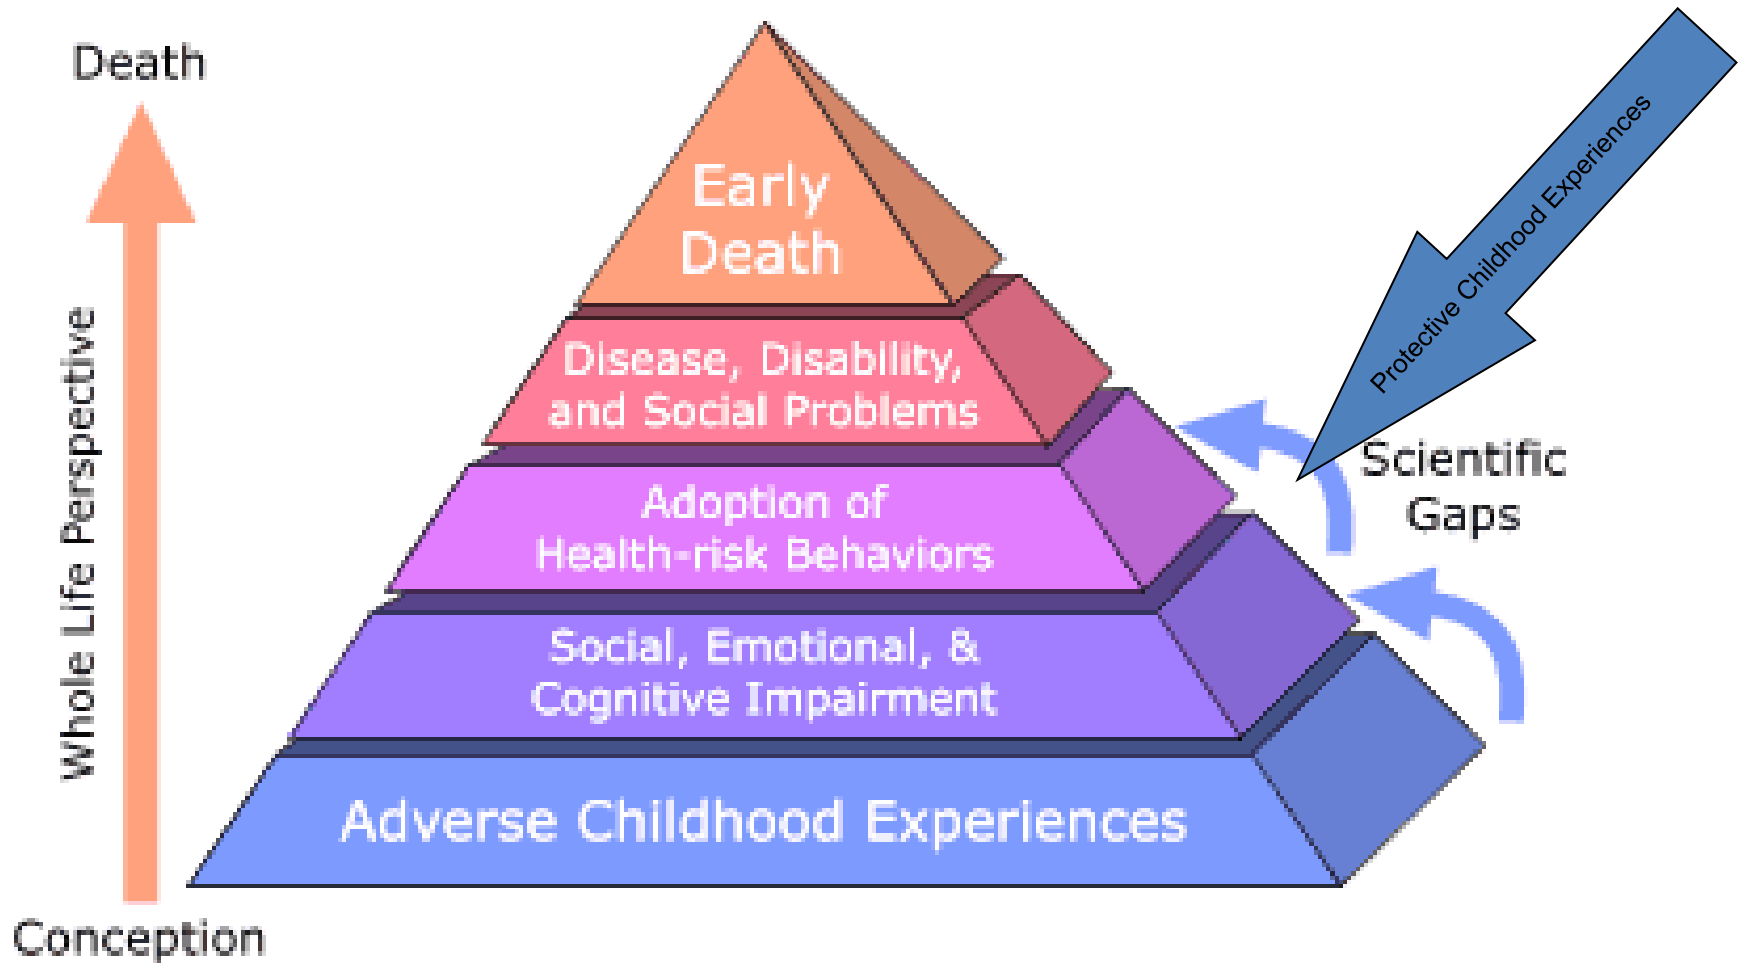 Death
Whole Life Perspective
Conception
Early
Death
Disease, Disability,
and Social Problems
Adoption of
Health-risk Behaviors
Social, Emotional, &
Cognitive Impairment
Adverse Childhood Experiences
Protective Childhood Experiences
Scientific
Gaps